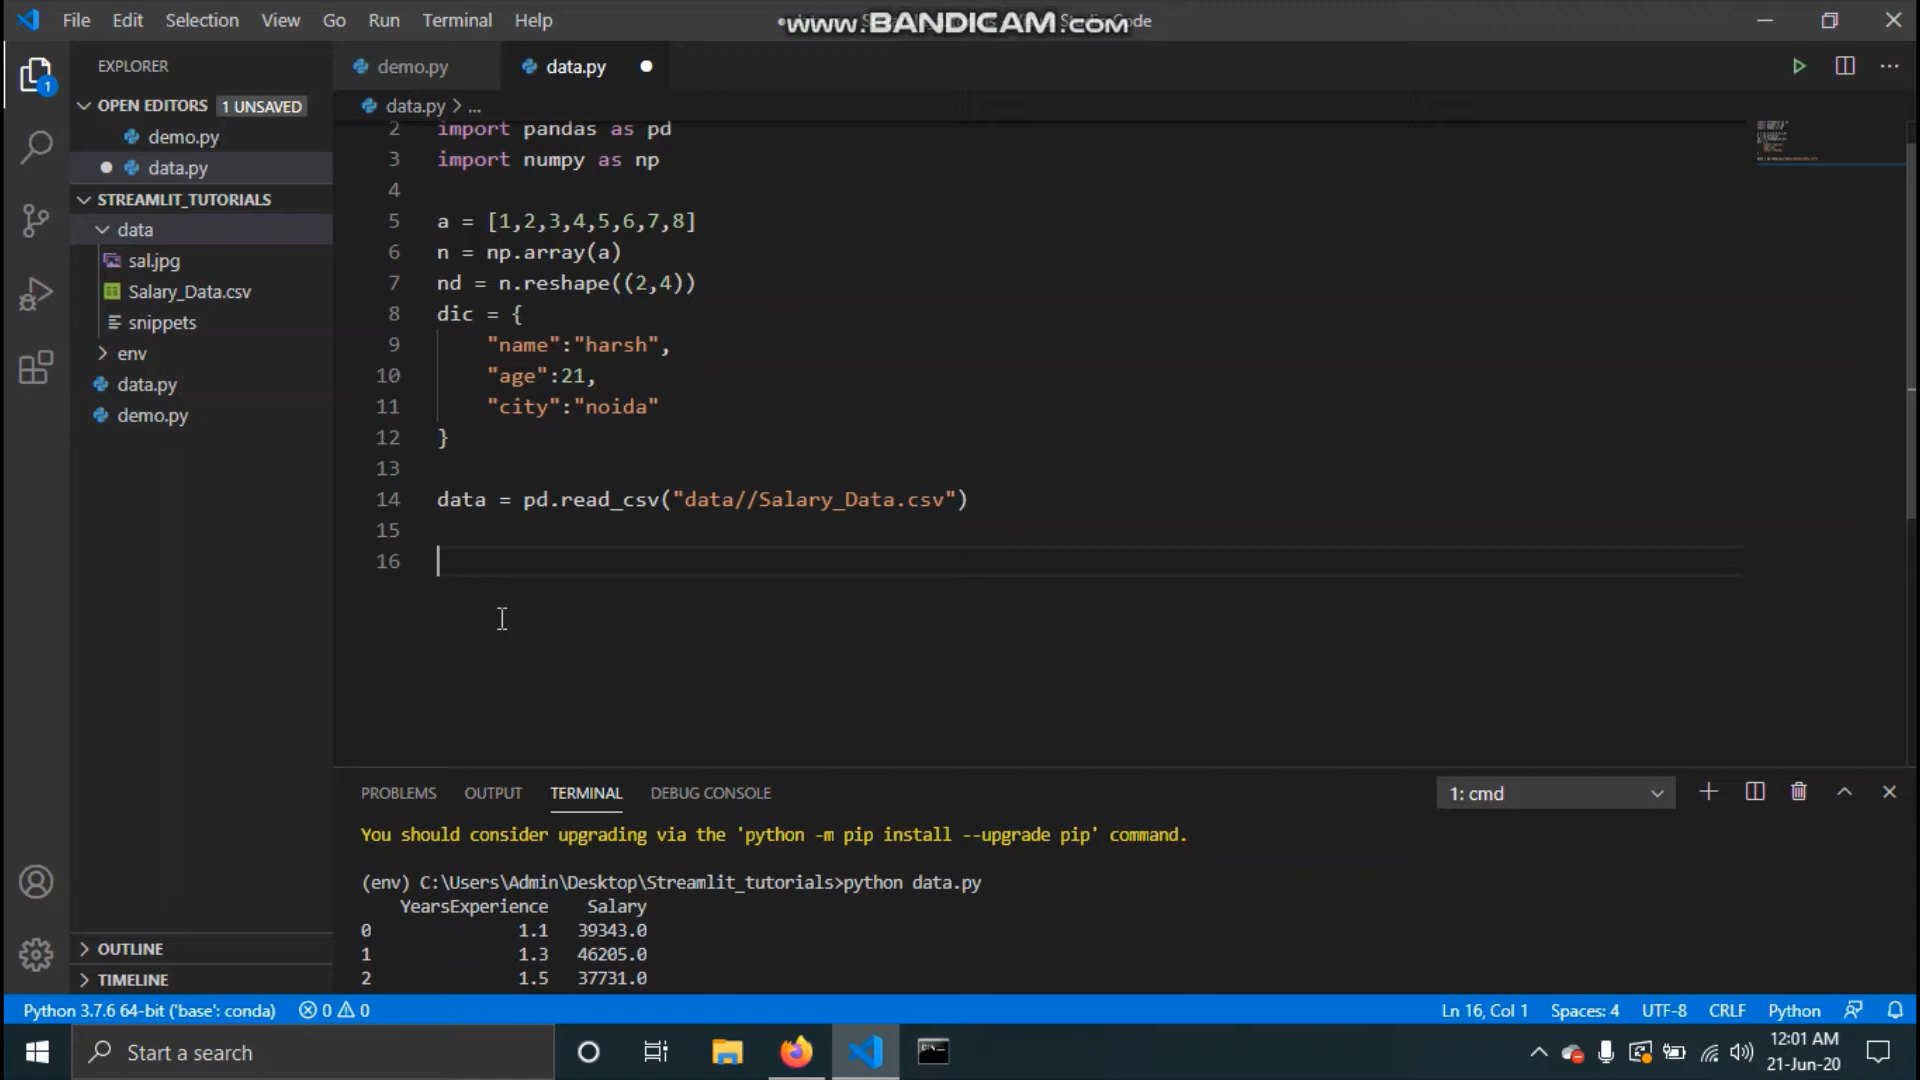 File Edit Selection View Go Run Terminal Help
www.BANDICAM.com
Code
EXPLORER
OPEN EDITORS 1 UNSAVED
demo.py
data.py
STREAMLIT_TUTORIALS
data
sal.jpg
Salary_Data.csv
snippets
env
data.py
demo.py
OUTLINE
TIMELINE
1
demo.py data.py
data.py > ...
2 import pandas as pd
3 import numpy as np
4
5 a = [1,2,3,4,5,6,7,8]
6 n = np.array(a)
7 nd = n.reshape((2,4))
8 dic = {
9 "name":"harsh",
10 "age":21,
11 "city":"noida"
12 }
13
14 data = pd.read_csv("data//Salary_Data.csv")
15
16
PROBLEMS OUTPUT TERMINAL DEBUG CONSOLE
1: cmd
You should consider upgrading via the 'python -m pip install --upgrade pip' command.
(env) C:\Users\Admin\Desktop\Streamlit_tutorials>python data.py
YearsExperience Salary
0 1.1 39343.0
1 1.3 46205.0
2 1.5 37731.0
Python 3.7.6 64-bit ('base': conda) 0 0
Ln 16, Col 1 Spaces: 4 UTF-8 CRLF Python
Start a search
12:01 AM
21-Jun-20